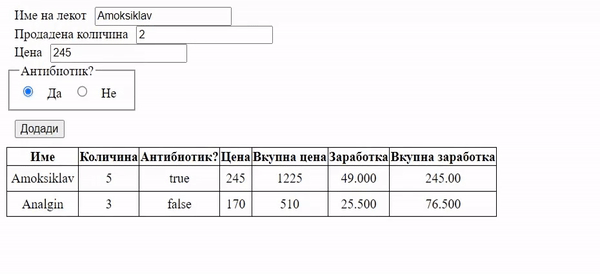 Име на лекот Amoksiklav
Продадена количина 2
Цена 245
Антибиотик?
Да Не
Додади
Име Количина Антибиотик? Цена Вкупна цена Заработка Вкупна заработка
Amoksiklav 5 true 245 1225 49.000 245.00
Analgin 3 false 170 510 25.500 76.500